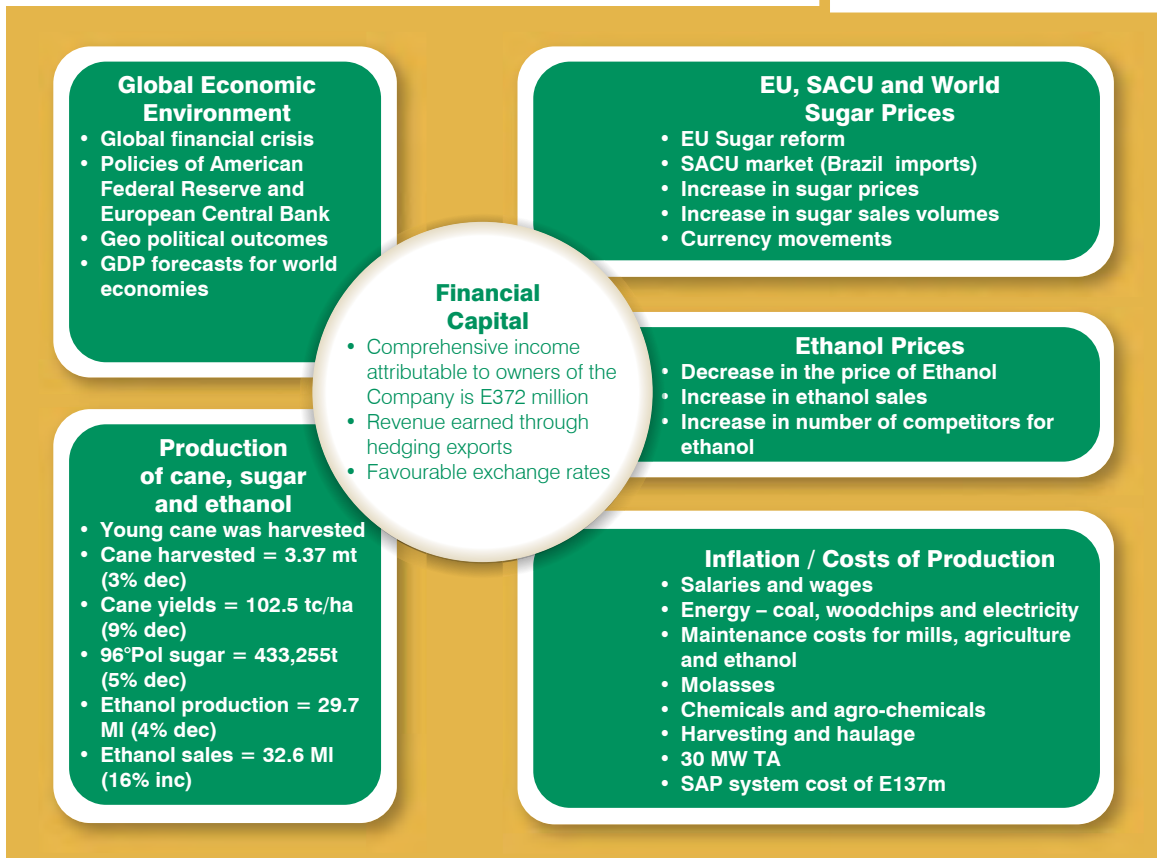 Global Economic
Environment
• Global financial crisis
• Policies of American
Federal Reserve and
European Central Bank
• Geo political outcomes
• GDP forecasts for world
economies
EU, SACU and World
Sugar Prices
• EU Sugar reform
• SACU market (Brazil  imports)
• Increase in sugar prices
• Increase in sugar sales volumes
• Currency movements
Financial
Capital
• Comprehensive income
attributable to owners of the
Company is E372 million
• Revenue earned through
hedging exports
• Favourable exchange rates
Ethanol Prices
• Decrease in the price of Ethanol
• Increase in ethanol sales
• Increase in number of competitors for
ethanol
Production
of cane, sugar
and ethanol
• Young cane was harvested
• Cane harvested = 3.37 mt
(3% dec)
• Cane yields = 102.5 tc/ha
(9% dec)
• 96°Pol sugar = 433,255t
(5% dec)
• Ethanol production = 29.7
Ml (4% dec)
• Ethanol sales = 32.6 Ml
(16% inc)
Inflation / Costs of Production
• Salaries and wages
• Energy – coal, woodchips and electricity
• Maintenance costs for mills, agriculture
and ethanol
• Molasses
• Chemicals and agro-chemicals
• Harvesting and haulage
• 30 MW TA
• SAP system cost of E137m